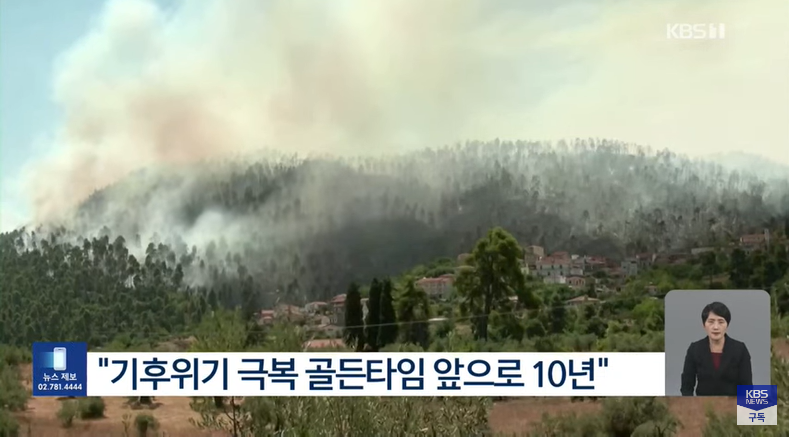 KBS 1
뉴스 제보
02.781.4444
"기후위기 극복 골든타임 앞으로 10년"
KBS
NEWS
구독